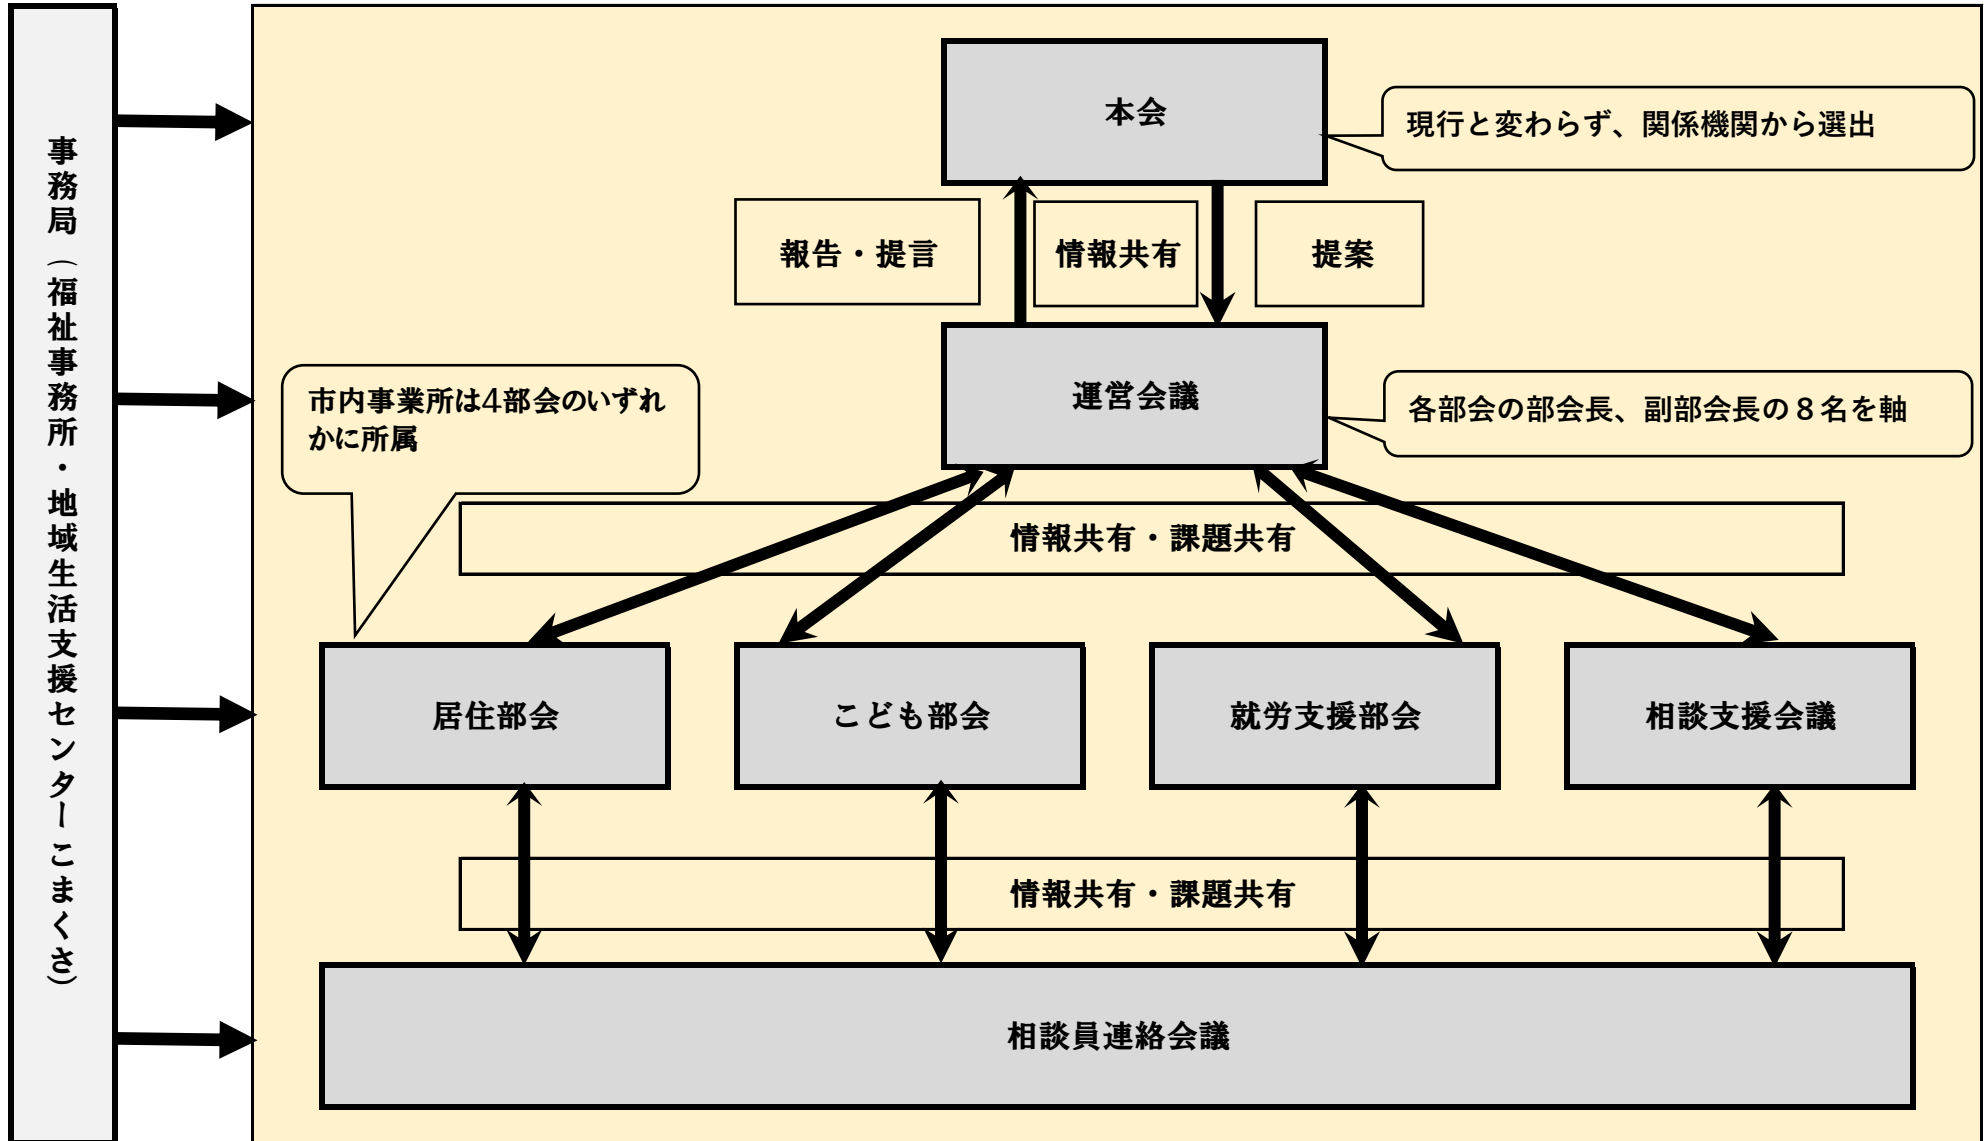 事務局（福祉事務所・地域生活支援センターこまくさ）
本会
現行と変わらず、関係機関から選出
報告・提言
情報共有
提案
運営会議
各部会の部会長、副部会長の８名を軸
市内事業所は4部会のいずれ
かに所属
情報共有・課題共有
居住部会
こども部会
就労支援部会
相談支援会議
情報共有・課題共有
相談員連絡会議